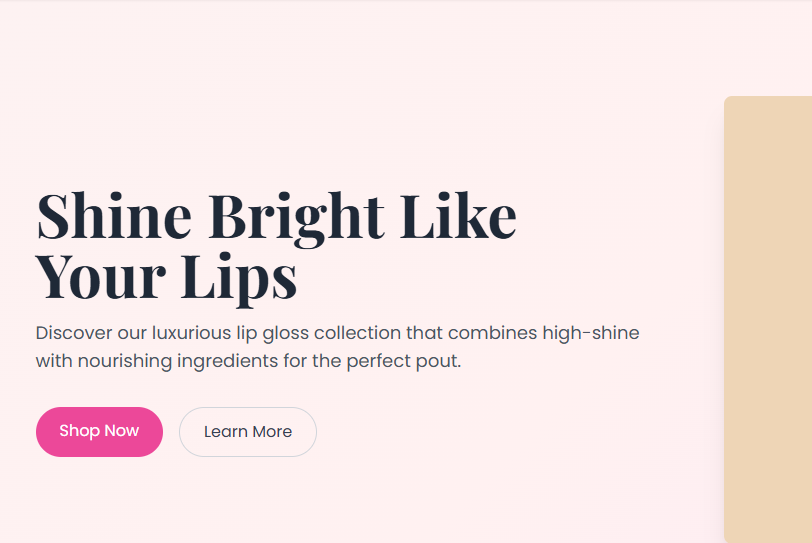 Shine Bright Like
Your Lips
Discover our luxurious lip gloss collection that combines high-shine
with nourishing ingredients for the perfect pout.
Shop Now
Learn More